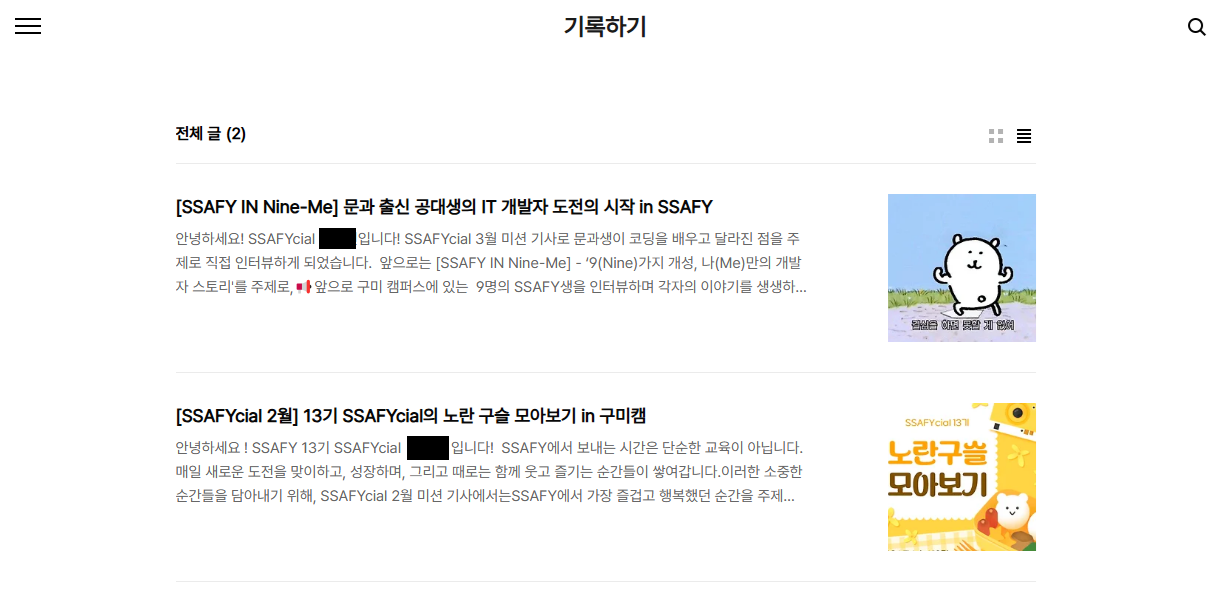 기록하기
전체 글 (2)
[SSAFY IN Nine-Me] 문과 출신 공대생의 IT 개발자 도전의 시작 in SSAFY
안녕하세요! SSAFYcial 입니다! SSAFYcial 3월 미션 기사로 문과생이 코딩을 배우고 달라진 점을 주
제로 직접 인터뷰하게 되었습니다. 앞으로는 [SSAFY IN Nine-Me] - ‘9(Nine)가지 개성, 나(Me)만의 개발
자 스토리'를 주제로,📢앞으로 구미 캠퍼스에 있는 9명의 SSAFY생을 인터뷰하며 각자의 이야기를 생생하...
결심을 하면 못할 게 없어
[SSAFYcial 2월] 13기 SSAFYcial의 노란 구슬 모아보기 in 구미캠
안녕하세요 ! SSAFY 13기 SSAFYcial 입니다! SSAFY에서 보내는 시간은 단순한 교육이 아닙니다.
매일 새로운 도전을 맞이하고, 성장하며, 그리고 때로는 함께 웃고 즐기는 순간들이 쌓여갑니다.이러한 소중한
순간들을 담아내기 위해, SSAFYcial 2월 미션 기사에서는SSAFY에서 가장 즐겁고 행복했던 순간을 주제...
SSAFYcial 13기
노란구슬
모아보기